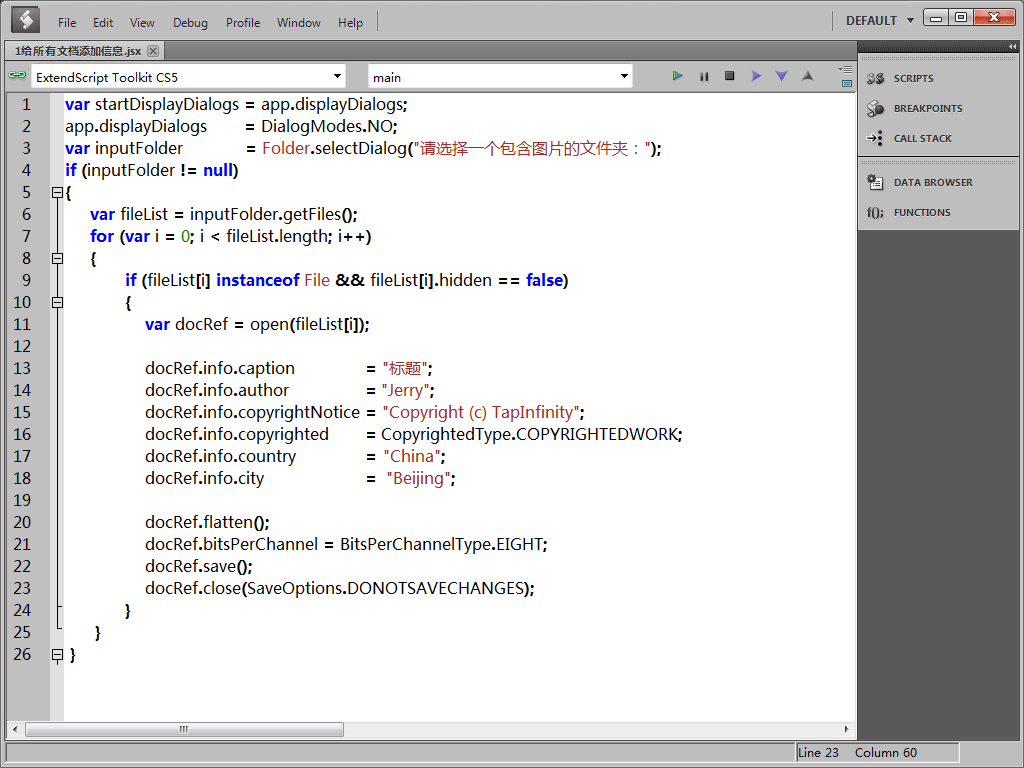 File Edit View Debug Profile Window Help DEFAULT
1给所有文档添加信息.jsx
ExtendScript Toolkit CS5 main
1 var startDisplayDialogs = app.displayDialogs;
2 app.displayDialogs = DialogModes.NO;
3 var inputFolder = Folder.selectDialog("请选择一个包含图片的文件夹：");
4 if (inputFolder != null)
5 {
6 var fileList = inputFolder.getFiles();
7 for (var i = 0; i < fileList.length; i++)
8 {
9 if (fileList[i] instanceof File && fileList[i].hidden == false)
10 {
11 var docRef = open(fileList[i]);
12
13 docRef.info.caption = "标题";
14 docRef.info.author = "Jerry";
15 docRef.info.copyrightNotice = "Copyright (c) TapInfinity";
16 docRef.info.copyrighted = CopyrightedType.COPYRIGHTEDWORK;
17 docRef.info.country = "China";
18 docRef.info.city = "Beijing";
19
20 docRef.flatten();
21 docRef.bitsPerChannel = BitsPerChannelType.EIGHT;
22 docRef.save();
23 docRef.close(SaveOptions.DONOTSAVECHANGES);
24 }
25 }
26 }
SCRIPTS
BREAKPOINTS
CALL STACK
DATA BROWSER
f(); FUNCTIONS
Line 23 Column 60